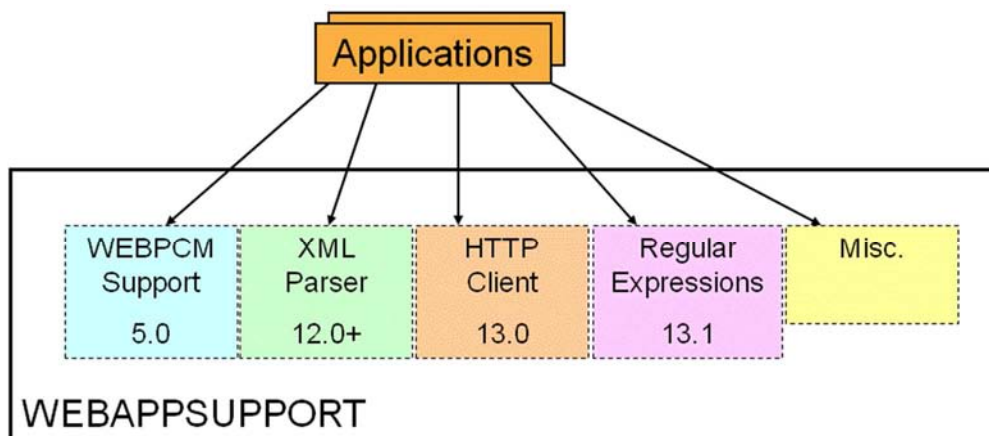 Applications
WEBPCM
Support
5.0
XML
Parser
12.0+
HTTP
Client
13.0
Regular
Expressions
13.1
Misc.
WEBAPPSUPPORT